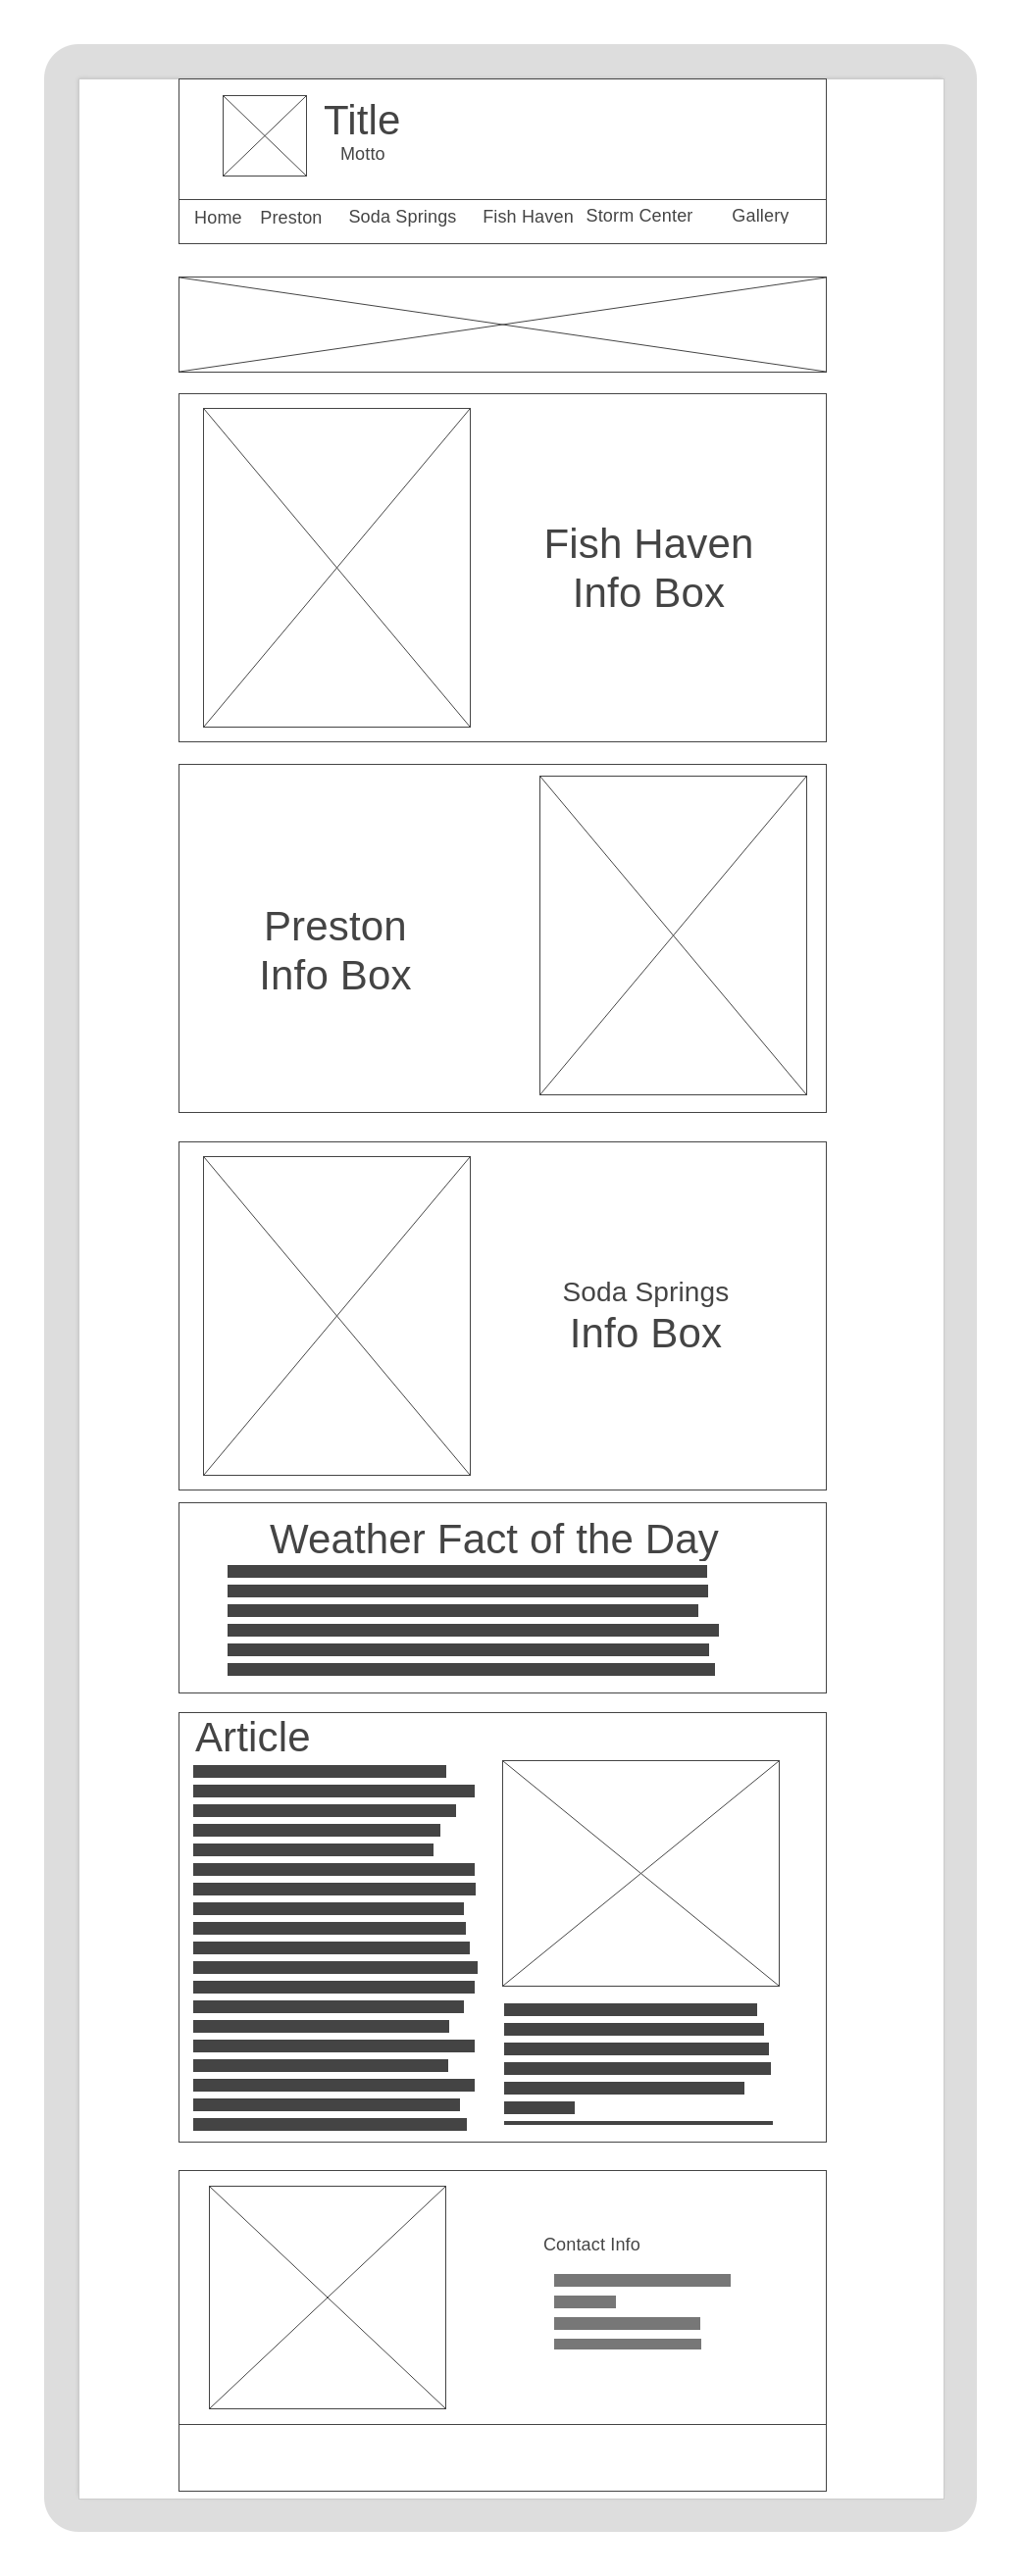 Title
Motto
Home Preston Soda Springs Fish Haven Storm Center Gallery
Fish Haven
Info Box
Preston
Info Box
Soda Springs
Info Box
Weather Fact of the Day
Article
Contact Info